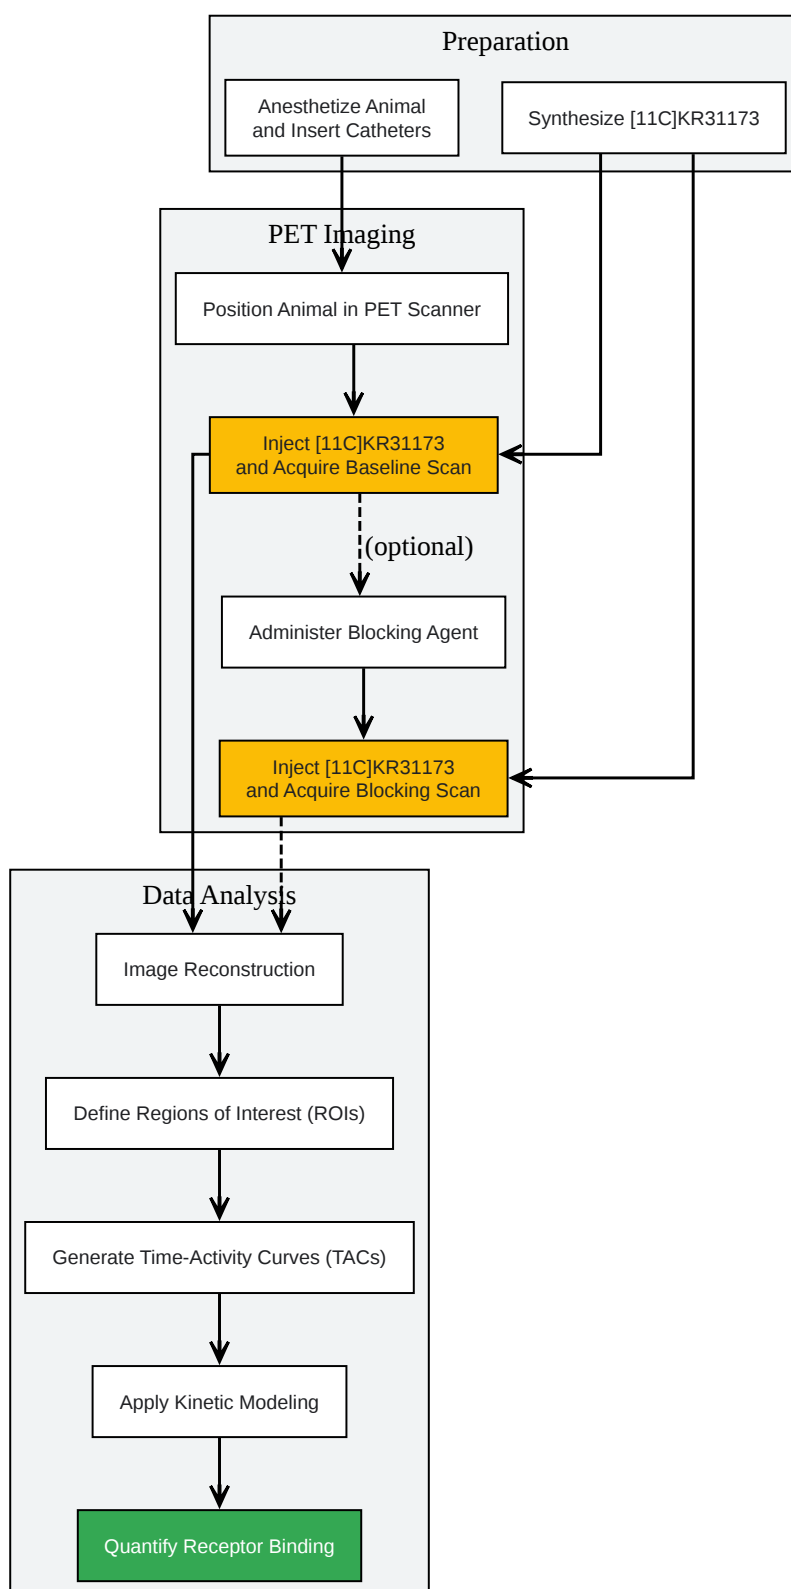 Preparation
Anesthetize Animal
and Insert Catheters
Synthesize [11C]KR31173
PET Imaging
Position Animal in PET Scanner
Inject [11C]KR31173
and Acquire Baseline Scan
(optional)
Administer Blocking Agent
Inject [11C]KR31173
and Acquire Blocking Scan
Data Analysis
Image Reconstruction
Define Regions of Interest (ROIs)
Generate Time-Activity Curves (TACs)
Apply Kinetic Modeling
Quantify Receptor Binding